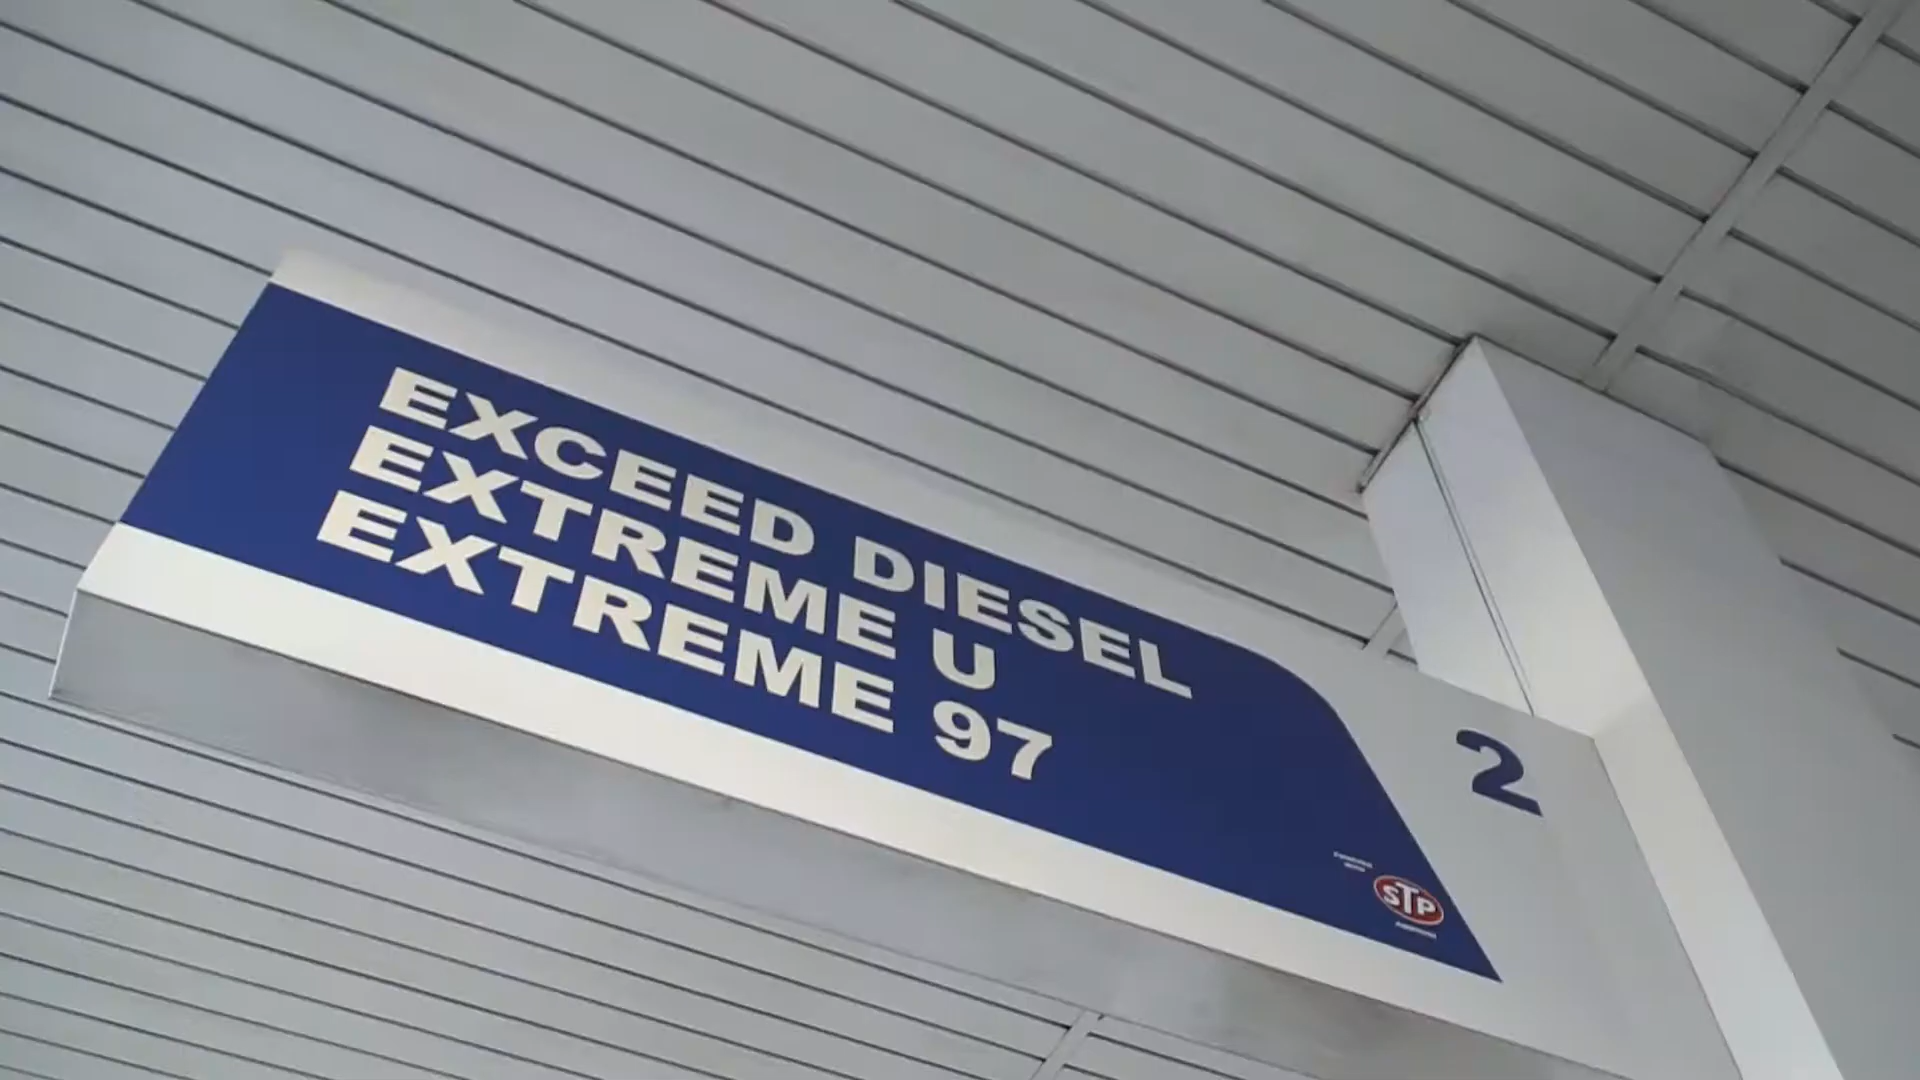 EXCEED DIESEL
EXTREME U
EXTREME 97
2
STP